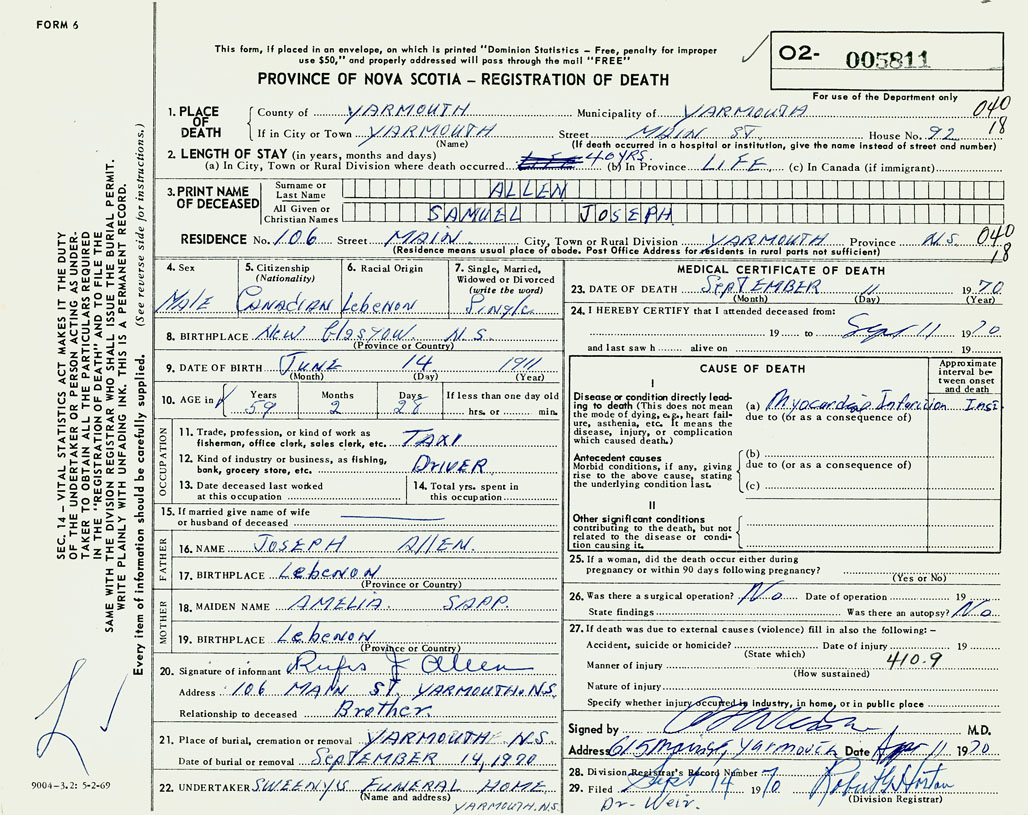 FORM 6
This form, if placed in an envelope, on which is printed "Dominion Statistics – Free, penalty for improper
use $50," and properly addressed will pass through the mail "FREE"
PROVINCE OF NOVA SCOTIA – REGISTRATION OF DEATH
O2- 005811
For use of the Department only
040
18
1. PLACE OF DEATH
County of YARMOUTH Municipality of YARMOUTH
If in City or Town YARMOUTH Street MAIN ST House No. 92
(Name) (If death occurred in a hospital or institution, give the name instead of street and number)
2. LENGTH OF STAY (in years, months and days)
(a) In City, Town or Rural Division where death occurred 40 YRS. (b) In Province LIFE (c) In Canada (if immigrant)
3. PRINT NAME OF DECEASED
Surname or Last Name ALLEN
All Given or Christian Names SAMUEL JOSEPH
RESIDENCE No. 106 Street MAIN City, Town or Rural Division YARMOUTH Province N.S. 040
(Residence means usual place of abode. Post Office Address for residents in rural parts not sufficient) 18
4. Sex Male
5. Citizenship (Nationality) Canadian
6. Racial Origin Lebenon
7. Single, Married, Widowed or Divorced (write the word) Single
8. BIRTHPLACE New Glasgow N.S.
(Province or Country)
9. DATE OF BIRTH JUNE 14 1911
(Month) (Day) (Year)
10. AGE in Years 59 Months 2 Days 28 If less than one day old
hrs. or min.
OCCUPATION
11. Trade, profession, or kind of work as
fisherman, office clerk, sales clerk, etc. TAXI
12. Kind of industry or business, as fishing,
bank, grocery store, etc. DRIVER
13. Date deceased last worked
at this occupation
14. Total yrs. spent in
this occupation
15. If married give name of wife
or husband of deceased
FATHER
16. NAME JOSEPH ALLEN.
17. BIRTHPLACE Lebenon
(Province or Country)
MOTHER
18. MAIDEN NAME AMELIA SAPP.
19. BIRTHPLACE Lebenon
(Province or Country)
20. Signature of informant Rufus J Allen
Address 106 MAIN ST. YARMOUTH. N.S.
Relationship to deceased Brother.
21. Place of burial, cremation or removal YARMOUTH N.S.
Date of burial or removal SEPTEMBER 14, 1970
22. UNDERTAKER SWEENYS FUNERAL HOME
(Name and address) YARMOUTH. N.S.
MEDICAL CERTIFICATE OF DEATH
23. DATE OF DEATH SEPTEMBER 11 1970
(Month) (Day) (Year)
24. I HEREBY CERTIFY that I attended deceased from:
19 to Sept 11 1970
and last saw h alive on 19
CAUSE OF DEATH
Approximate interval between onset and death
I
Disease or condition directly leading to death (This does not mean the mode of dying, e.g., heart failure, asthenia, etc. It means the disease, injury, or complication which caused death.)
(a) Myocardial Infarction Inst
due to (or as a consequence of)
Antecedent causes
Morbid conditions, if any, giving rise to the above cause, stating the underlying condition last.
(b)
due to (or as a consequence of)
(c)
II
Other significant conditions
contributing to the death, but not related to the disease or condition causing it.
25. If a woman, did the death occur either during
pregnancy or within 90 days following pregnancy?
(Yes or No)
26. Was there a surgical operation? No Date of operation 19
State findings Was there an autopsy? No
27. If death was due to external causes (violence) fill in also the following: –
Accident, suicide or homicide? Date of injury 19
(State which)
Manner of injury 410.9
(How sustained)
Nature of injury
Specify whether injury occurred in industry, in home, or in public place
Signed by M.D.
Address Yarmouth Date 11 1970
28. Division Registrar's Record Number
29. Filed Sept 14 1970 Robert G Horton
Dr. Weir. (Division Registrar)
SEC. 14 – VITAL STATISTICS ACT MAKES IT THE DUTY
OF THE UNDERTAKER OR PERSON ACTING AS UNDER-
TAKER TO OBTAIN ALL THE PARTICULARS REQUIRED
IN THE "REGISTRATION OF DEATH" AND TO FILE THE
SAME WITH THE DIVISION REGISTRAR WHO SHALL ISSUE THE BURIAL PERMIT.
WRITE PLAINLY WITH UNFADING INK. THIS IS A PERMANENT RECORD.
Every item of information should be carefully supplied. (See reverse side for instructions.)
9004-3.2: 5-2-69